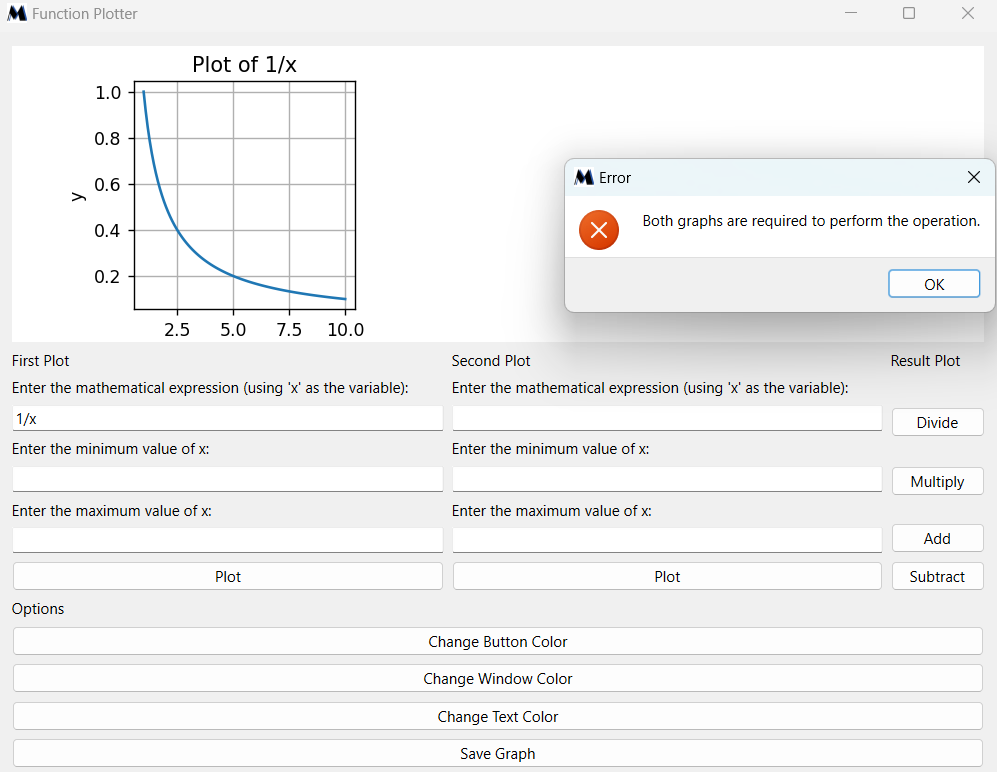 Function Plotter
Plot of 1/x
1.0
0.8
0.6
0.4
0.2
y
2.5 5.0 7.5 10.0
Error
Both graphs are required to perform the operation.
OK
First Plot Second Plot Result Plot
Enter the mathematical expression (using 'x' as the variable): Enter the mathematical expression (using 'x' as the variable):
1/x Divide
Enter the minimum value of x: Enter the minimum value of x:
Multiply
Enter the maximum value of x: Enter the maximum value of x:
Add
Plot Plot Subtract
Options
Change Button Color
Change Window Color
Change Text Color
Save Graph